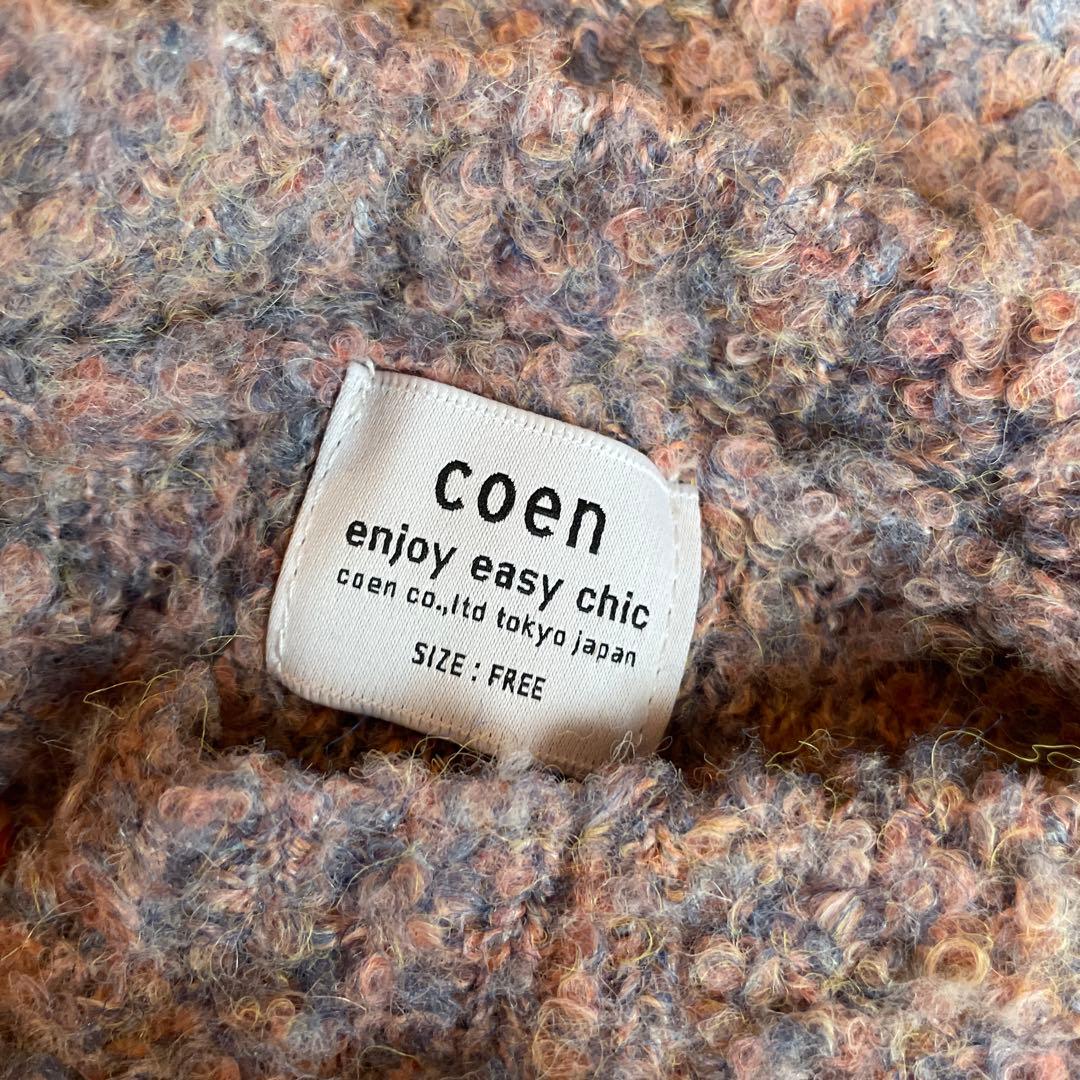 coen
enjoy easy chic
coen co.,ltd tokyo japan
SIZE : FREE